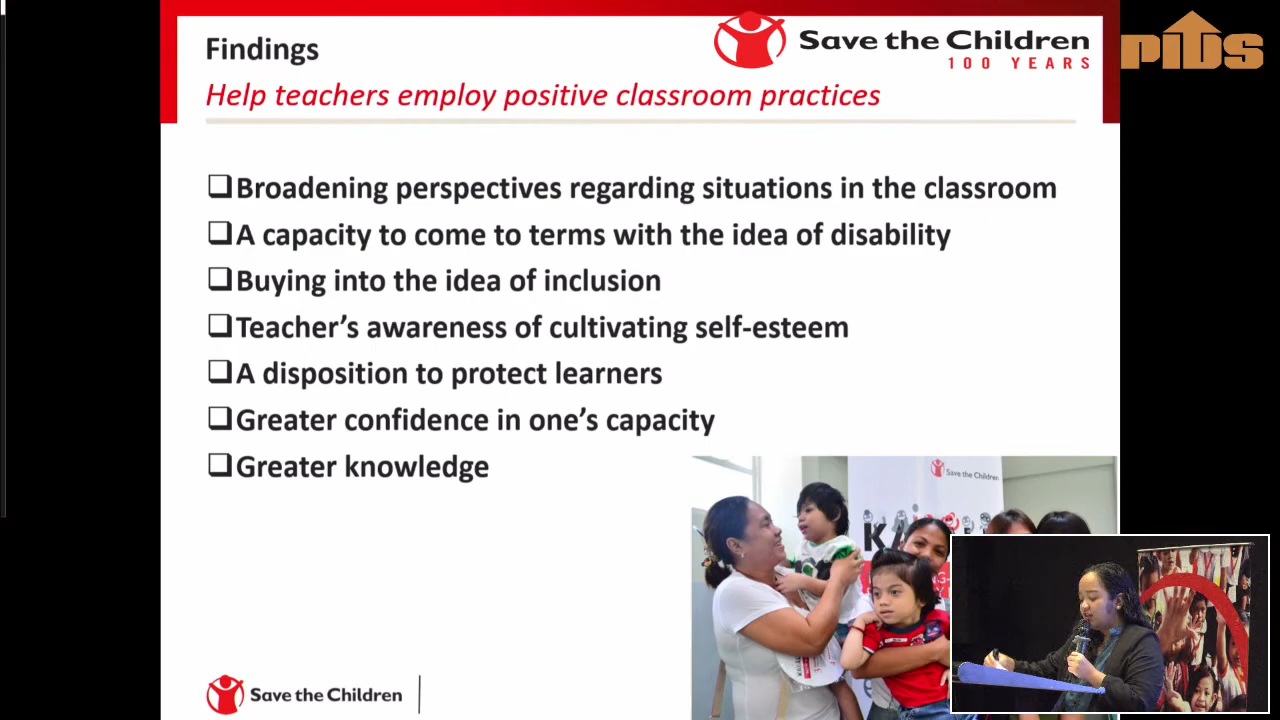 Findings
Save the Children
100 YEARS
PIDS
Help teachers employ positive classroom practices
❑Broadening perspectives regarding situations in the classroom
❑A capacity to come to terms with the idea of disability
❑Buying into the idea of inclusion
❑Teacher’s awareness of cultivating self-esteem
❑A disposition to protect learners
❑Greater confidence in one’s capacity
❑Greater knowledge
Save the Children
Save the Children